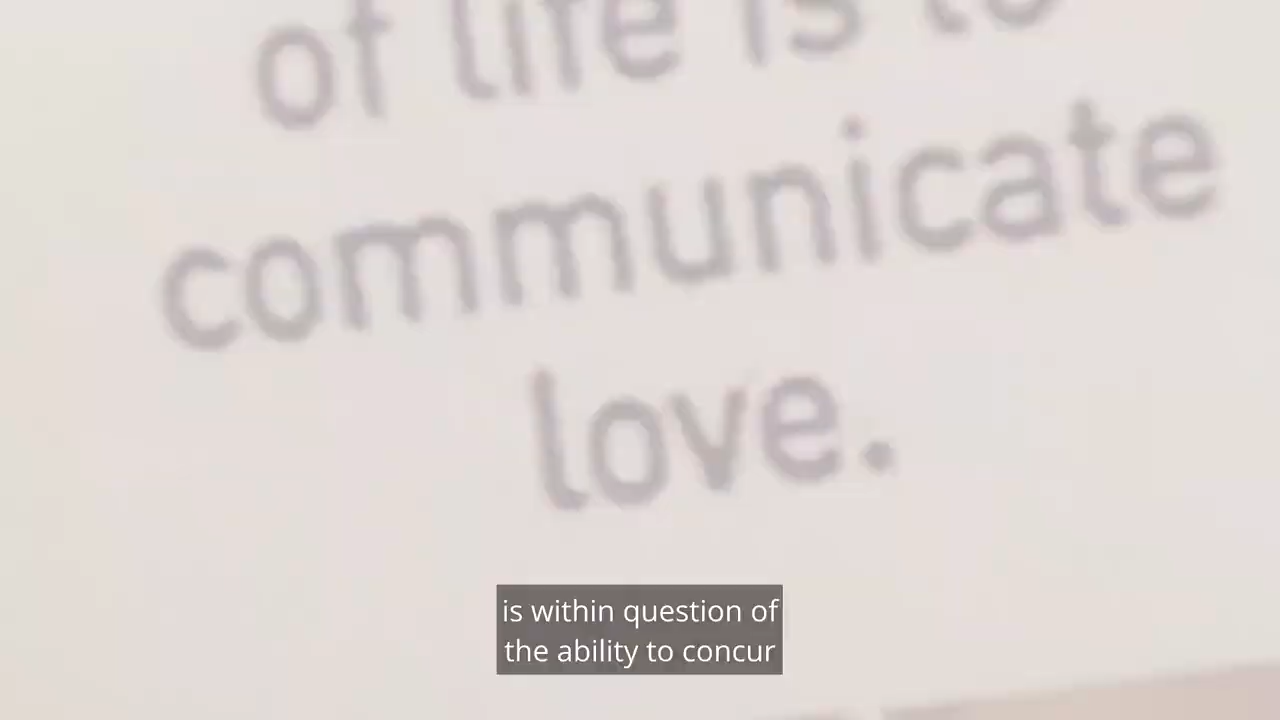 of life is to
communicate
love.
is within question of
the ability to concur